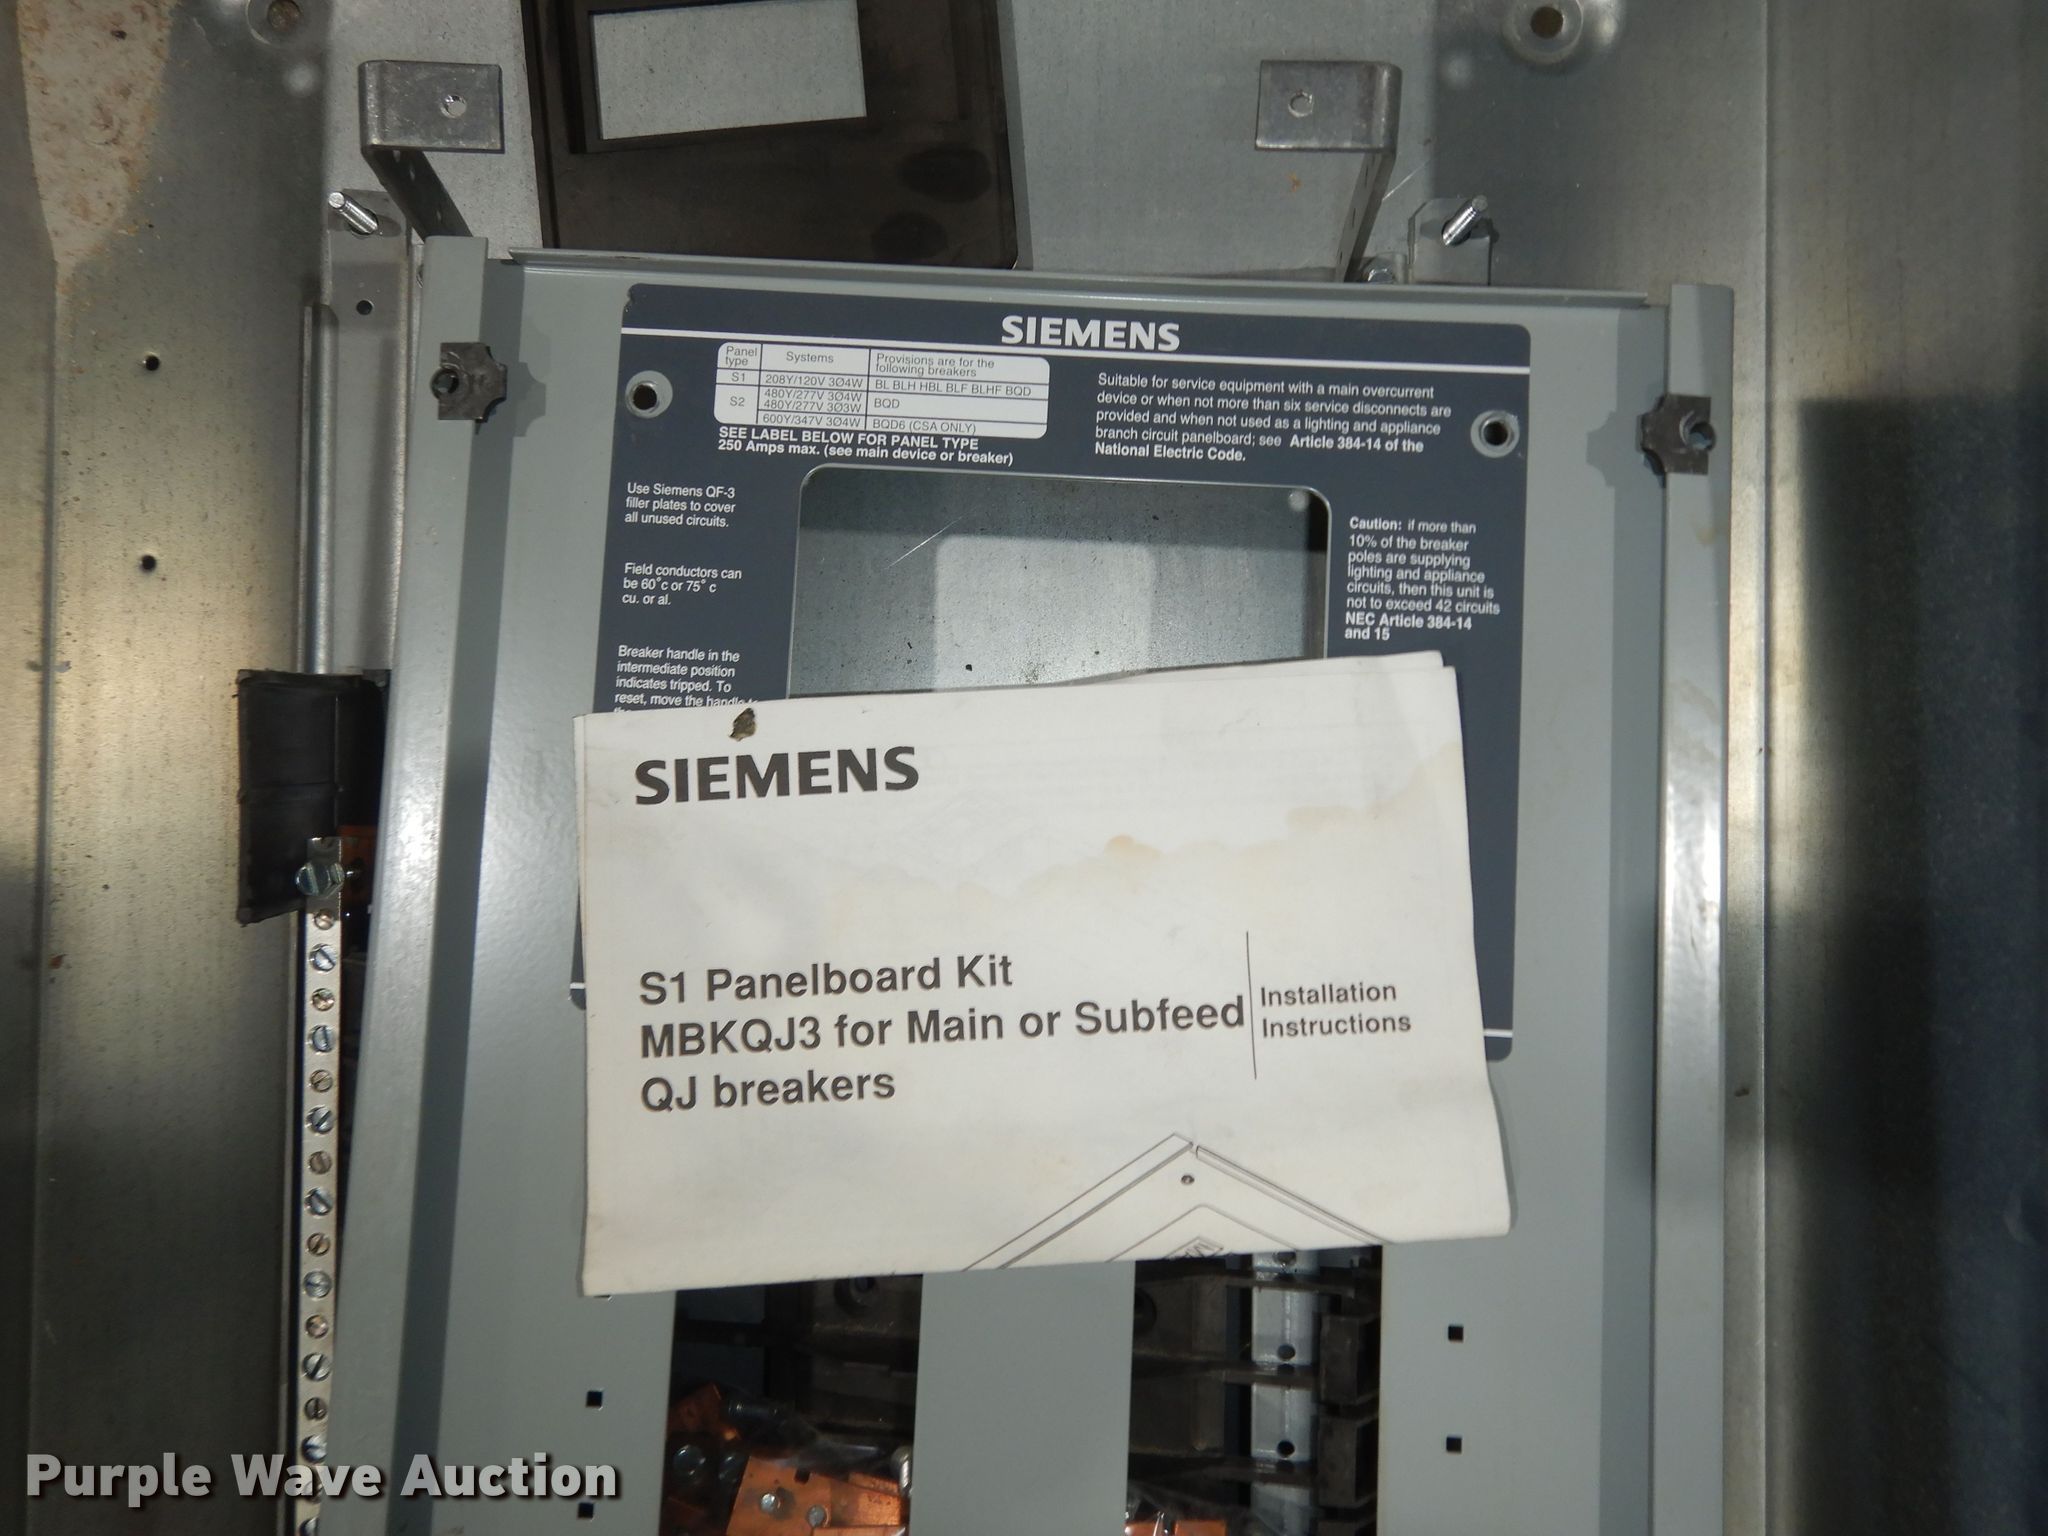 SIEMENS
Panel type Systems Provisions are for the following breakers
S1 208Y/120V 3Ø4W BL BLH HBL BLF BLHF BQD
S2 480Y/277V 3Ø4W
480Y/277V 3Ø3W BQD
600Y/347V 3Ø4W BQD6 (CSA ONLY)
SEE LABEL BELOW FOR PANEL TYPE
250 Amps max. (see main device or breaker)
Suitable for service equipment with a main overcurrent
device or when not more than six service disconnects are
provided and when not used as a lighting and appliance
branch circuit panelboard; see Article 384-14 of the
National Electric Code.
Use Siemens QF-3
filler plates to cover
all unused circuits.
Field conductors can
be 60°c or 75°c
cu. or al.
Breaker handle in the
intermediate position
indicates tripped. To
reset, move the handle
Caution: if more than
10% of the breaker
poles are supplying
lighting and appliance
circuits, then this unit is
not to exceed 42 circuits
NEC Article 384-14
and 15
SIEMENS
S1 Panelboard Kit
MBKQJ3 for Main or Subfeed
QJ breakers
Installation
Instructions
Purple Wave Auction